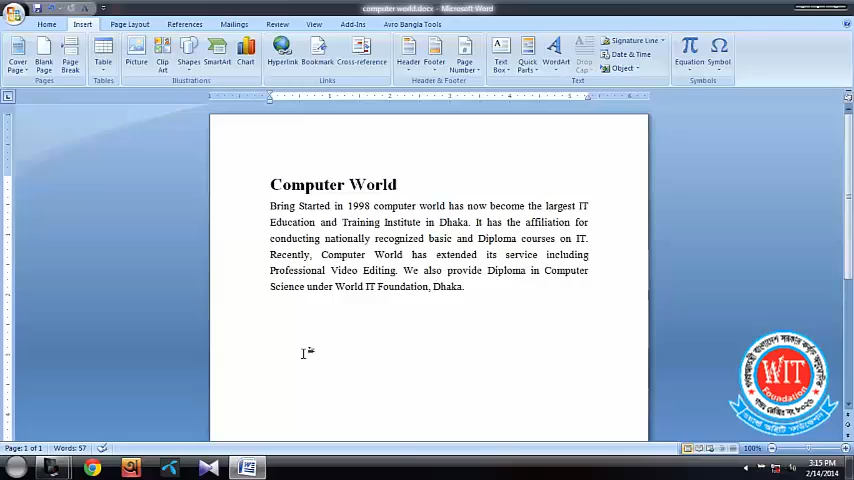 computer world.docx - Microsoft Word
Home Insert Page Layout References Mailings Review View Add-Ins Avro Bangla Tools
Cover Page Blank Page Page Break Table Picture Clip Art Shapes SmartArt Chart Hyperlink Bookmark Cross-reference Header Footer Page Number Text Box Quick Parts WordArt Drop Cap Signature Line Date & Time Object Equation Symbol
Pages Tables Illustrations Links Header & Footer Text Symbols
Computer World
Bring Started in 1998 computer world has now become the largest IT
Education and Training Institute in Dhaka. It has the affiliation for
conducting nationally recognized basic and Diploma courses on IT.
Recently, Computer World has extended its service including
Professional Video Editing. We also provide Diploma in Computer
Science under World IT Foundation, Dhaka.
WIT
Foundation
Page: 1 of 1 Words: 57 100%
3:15 PM
2/14/2014